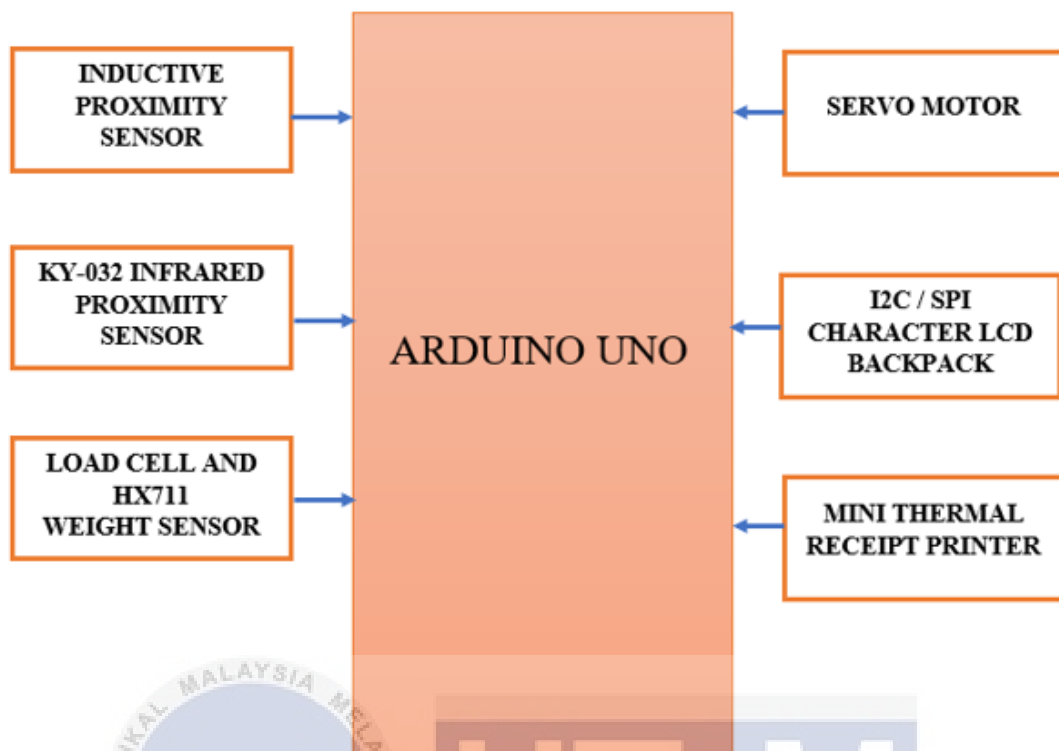 INDUCTIVE
PROXIMITY
SENSOR
KY-032 INFRARED
PROXIMITY
SENSOR
LOAD CELL AND
HX711
WEIGHT SENSOR
ARDUINO UNO
SERVO MOTOR
I2C / SPI
CHARACTER LCD
BACKPACK
MINI THERMAL
RECEIPT PRINTER
MALAYSIA